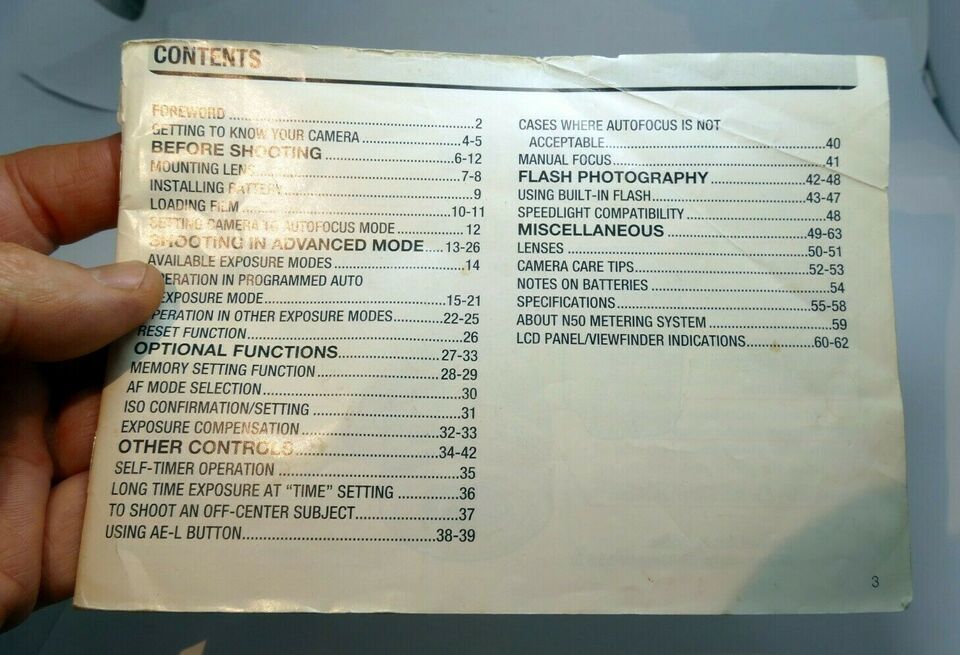 CONTENTS
FOREWORD..........2
GETTING TO KNOW YOUR CAMERA..........4-5
BEFORE SHOOTING..........6-12
MOUNTING LENS..........7-8
INSTALLING BATTERY..........9
LOADING FILM..........10-11
SETTING CAMERA TO AUTOFOCUS MODE..........12
SHOOTING IN ADVANCED MODE.....13-26
AVAILABLE EXPOSURE MODES..........14
OPERATION IN PROGRAMMED AUTO
EXPOSURE MODE..........15-21
OPERATION IN OTHER EXPOSURE MODES..........22-25
RESET FUNCTION..........26
OPTIONAL FUNCTIONS..........27-33
MEMORY SETTING FUNCTION..........28-29
AF MODE SELECTION..........30
ISO CONFIRMATION/SETTING..........31
EXPOSURE COMPENSATION..........32-33
OTHER CONTROLS..........34-42
SELF-TIMER OPERATION..........35
LONG TIME EXPOSURE AT “TIME” SETTING..........36
TO SHOOT AN OFF-CENTER SUBJECT..........37
USING AE-L BUTTON..........38-39
CASES WHERE AUTOFOCUS IS NOT
ACCEPTABLE..........40
MANUAL FOCUS..........41
FLASH PHOTOGRAPHY..........42-48
USING BUILT-IN FLASH..........43-47
SPEEDLIGHT COMPATIBILITY..........48
MISCELLANEOUS..........49-63
LENSES..........50-51
CAMERA CARE TIPS..........52-53
NOTES ON BATTERIES..........54
SPECIFICATIONS..........55-58
ABOUT N50 METERING SYSTEM..........59
LCD PANEL/VIEWFINDER INDICATIONS..........60-62
3